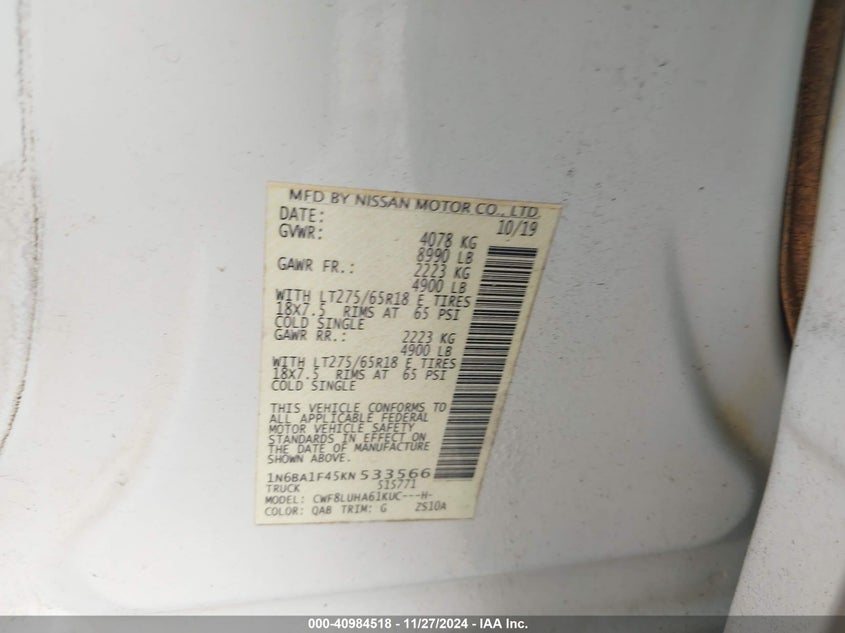 MFD BY NISSAN MOTOR CO., LTD.
DATE: 10/19
GVWR: 4078 KG
8990 LB
GAWR FR.: 2223 KG
4900 LB
WITH LT275/65R18 E TIRES
18X7.5 RIMS AT 65 PSI
COLD SINGLE
GAWR RR.: 2223 KG
4900 LB
WITH LT275/65R18 E TIRES
18X7.5 RIMS AT 65 PSI
COLD SINGLE
THIS VEHICLE CONFORMS TO
ALL APPLICABLE FEDERAL
MOTOR VEHICLE SAFETY
STANDARDS IN EFFECT ON
THE DATE OF MANUFACTURE
SHOWN ABOVE.
1N6BA1F45KN533566
TRUCK 515771
MODEL: CWF8LUHA61KUC---H-
COLOR: QAB TRIM: G ZS10A
000-40984518 - 11/27/2024 - IAA Inc.